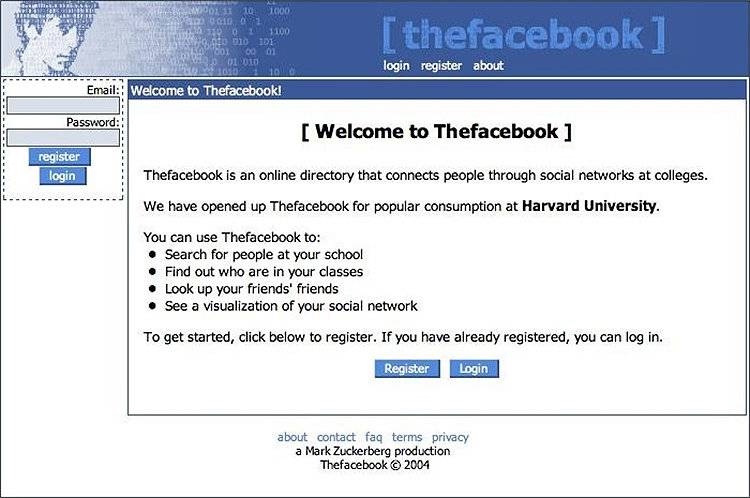 [ thefacebook ]
login register about
Email:
Password:
register
login
Welcome to Thefacebook!
[ Welcome to Thefacebook ]
Thefacebook is an online directory that connects people through social networks at colleges.
We have opened up Thefacebook for popular consumption at Harvard University.
You can use Thefacebook to:
• Search for people at your school
• Find out who are in your classes
• Look up your friends' friends
• See a visualization of your social network
To get started, click below to register. If you have already registered, you can log in.
Register Login
about contact faq terms privacy
a Mark Zuckerberg production
Thefacebook © 2004